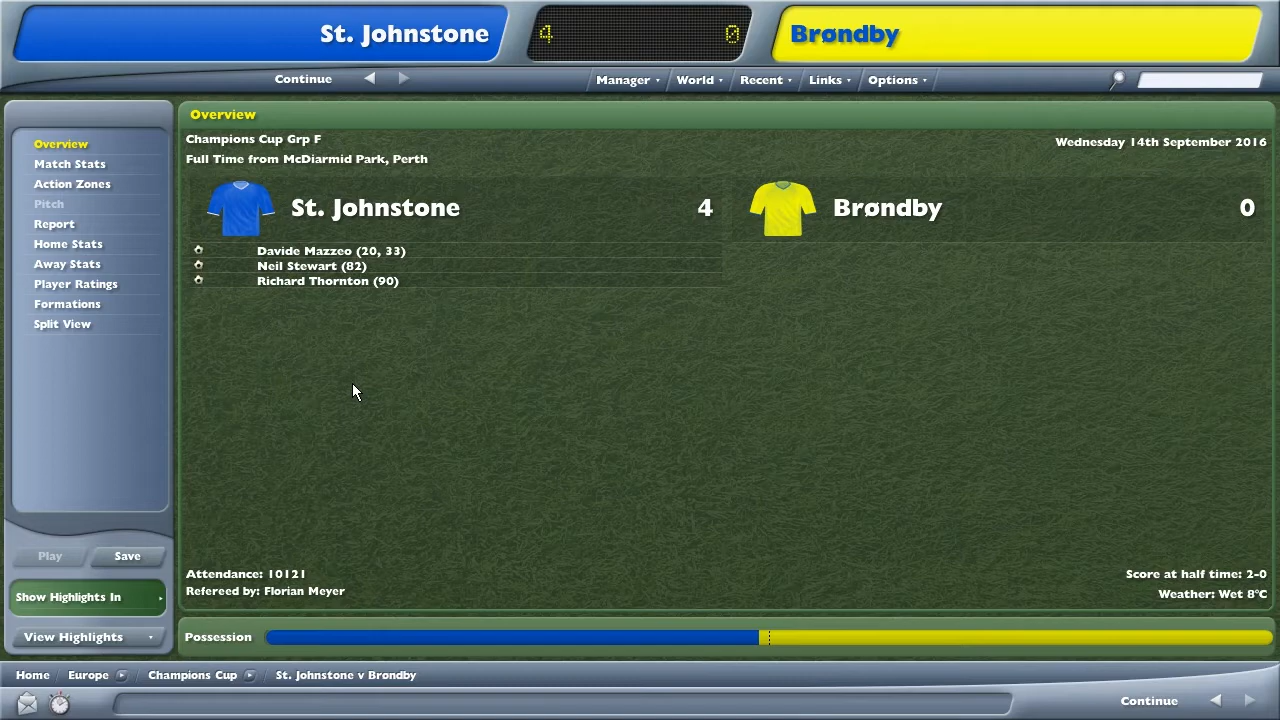 St. Johnstone 4 0 Brøndby
Continue Manager World Recent Links Options
Overview
Match Stats
Action Zones
Pitch
Report
Home Stats
Away Stats
Player Ratings
Formations
Split View
Play Save
Show Highlights In
View Highlights
Overview
Champions Cup Grp F
Wednesday 14th September 2016
Full Time from McDiarmid Park, Perth
St. Johnstone 4 Brøndby 0
Davide Mazzeo (20, 33)
Neil Stewart (82)
Richard Thornton (90)
Attendance: 10121 Score at half time: 2-0
Refereed by: Florian Meyer Weather: Wet 8°C
Possession
Home Europe Champions Cup St. Johnstone v Brøndby
Continue